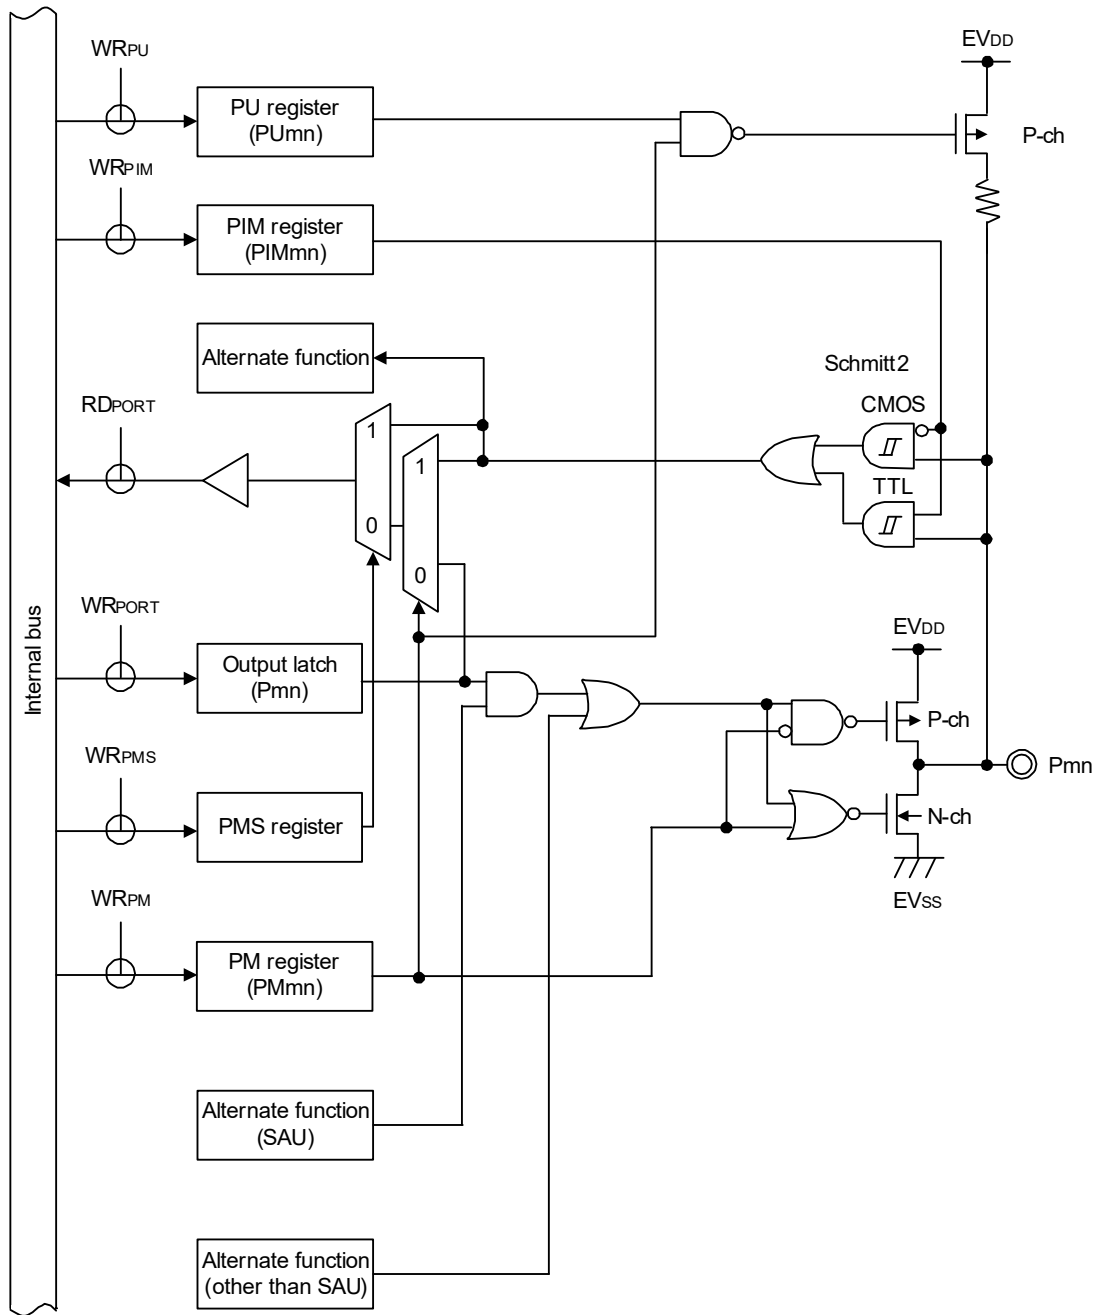 WRPU
EVDD
PU register
(PUmn)
P-ch
WRPIM
PIM register
(PIMmn)
Alternate function
Schmitt2
RDPORT
CMOS
1
1
TTL
0
0
Internal bus
WRPORT
EVDD
Output latch
(Pmn)
P-ch
WRPMS
Pmn
PMS register
N-ch
WRPM
EVSS
PM register
(PMmn)
Alternate function
(SAU)
Alternate function
(other than SAU)